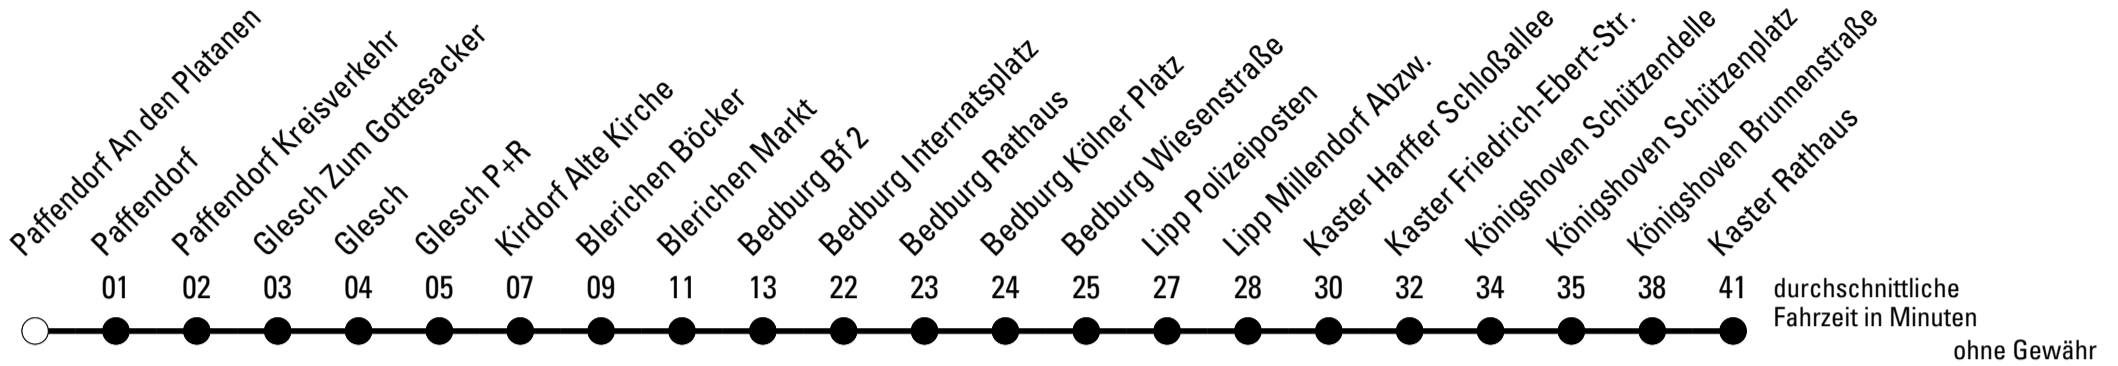 Paffendorf An den Platanen
Paffendorf
Paffendorf Kreisverkehr
Glesch Zum Gottesacker
Glesch
Glesch P+R
Kirdorf Alte Kirche
Blerichen Böcker
Blerichen Markt
Bedburg Bf 2
Bedburg Internatsplatz
Bedburg Rathaus
Bedburg Kölner Platz
Bedburg Wiesenstraße
Lipp Polizeiposten
Lipp Millendorf Abzw.
Kaster Harffer Schloßallee
Kaster Friedrich-Ebert-Str.
Königshoven Schützendelle
Königshoven Schützenplatz
Königshoven Brunnenstraße
Kaster Rathaus
01 02 03 04 05 07 09 11 13 22 23 24 25 27 28 30 32 34 35 38 41
durchschnittliche
Fahrzeit in Minuten
ohne Gewähr